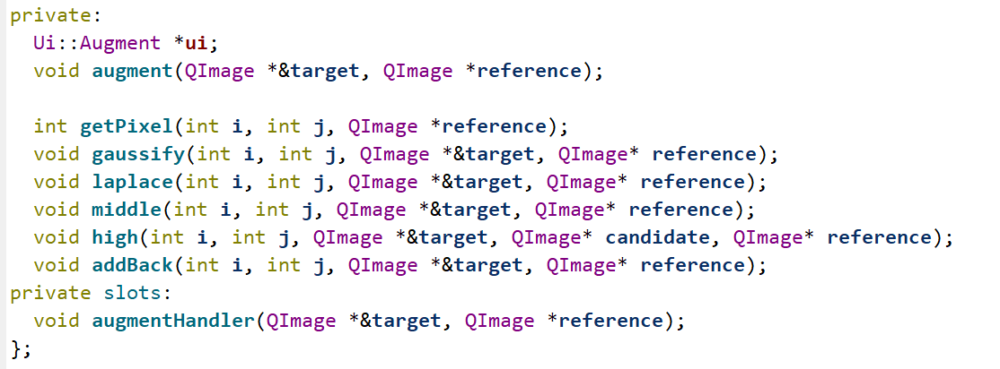 private:
  Ui::Augment *ui;
  void augment(QImage *&target, QImage *reference);

  int getPixel(int i, int j, QImage *reference);
  void gaussify(int i, int j, QImage *&target, QImage* reference);
  void laplace(int i, int j, QImage *&target, QImage* reference);
  void middle(int i, int j, QImage *&target, QImage* reference);
  void high(int i, int j, QImage *&target, QImage* candidate, QImage* reference);
  void addBack(int i, int j, QImage *&target, QImage* reference);
private slots:
  void augmentHandler(QImage *&target, QImage *reference);
};